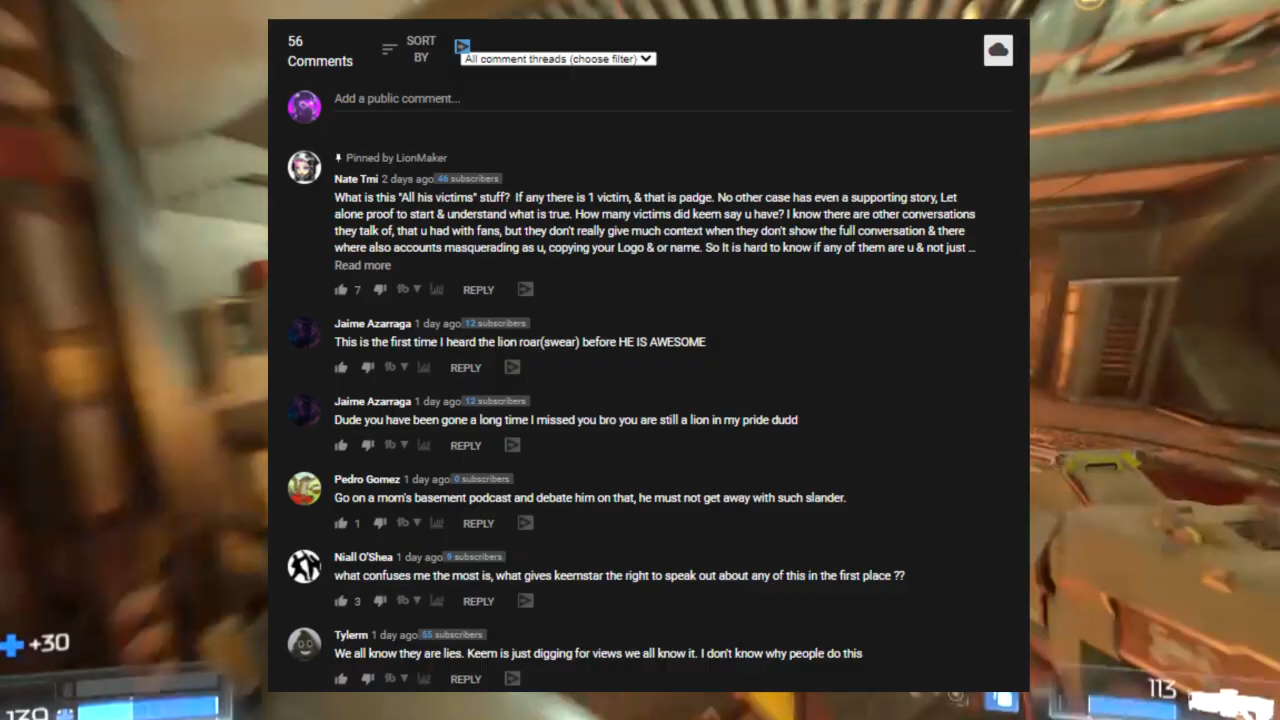 56
Comments
SORT
BY
All comment threads (choose filter)
Add a public comment...
Pinned by LionMaker
Nate Tmi 2 days ago 46 subscribers
What is this "All his victims" stuff? If any there is 1 victim, & that is padge. No other case has even a supporting story, Let
alone proof to start & understand what is true. How many victims did keem say u have? I know there are other conversations
they talk of, that u had with fans, but they don't really give much context when they don't show the full conversation & there
where also accounts masquerading as u, copying your Logo & or name. So It is hard to know if any of them are u & not just ...
Read more
7 REPLY
Jaime Azarraga 1 day ago 12 subscribers
This is the first time I heard the lion roar(swear) before HE IS AWESOME
REPLY
Jaime Azarraga 1 day ago 12 subscribers
Dude you have been gone a long time I missed you bro you are still a lion in my pride dudd
REPLY
Pedro Gomez 1 day ago 0 subscribers
Go on a mom's basement podcast and debate him on that, he must not get away with such slander.
1 REPLY
Niall O'Shea 1 day ago 9 subscribers
what confuses me the most is, what gives keemstar the right to speak out about any of this in the first place ??
3 REPLY
Tylerm 1 day ago 55 subscribers
We all know they are lies. Keem is just digging for views we all know it. I don't know why people do this
REPLY
+30
113